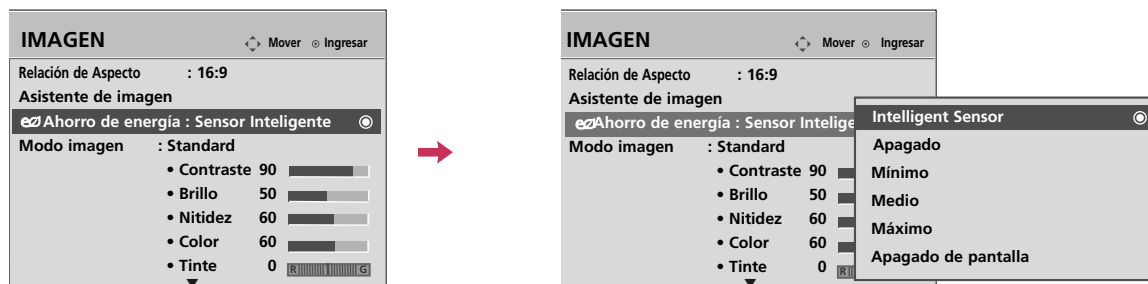 IMAGEN Mover Ingresar
Relación de Aspecto : 16:9
Asistente de imagen
Ahorro de energía : Sensor Inteligente
Modo imagen : Standard
• Contraste 90
• Brillo 50
• Nitidez 60
• Color 60
• Tinte 0 R G
IMAGEN Mover Ingresar
Relación de Aspecto : 16:9
Asistente de imagen
Ahorro de energía : Sensor Intelige
Modo imagen : Standard
• Contraste 90
• Brillo 50
• Nitidez 60
• Color 60
• Tinte 0 R
Intelligent Sensor
Apagado
Mínimo
Medio
Máximo
Apagado de pantalla